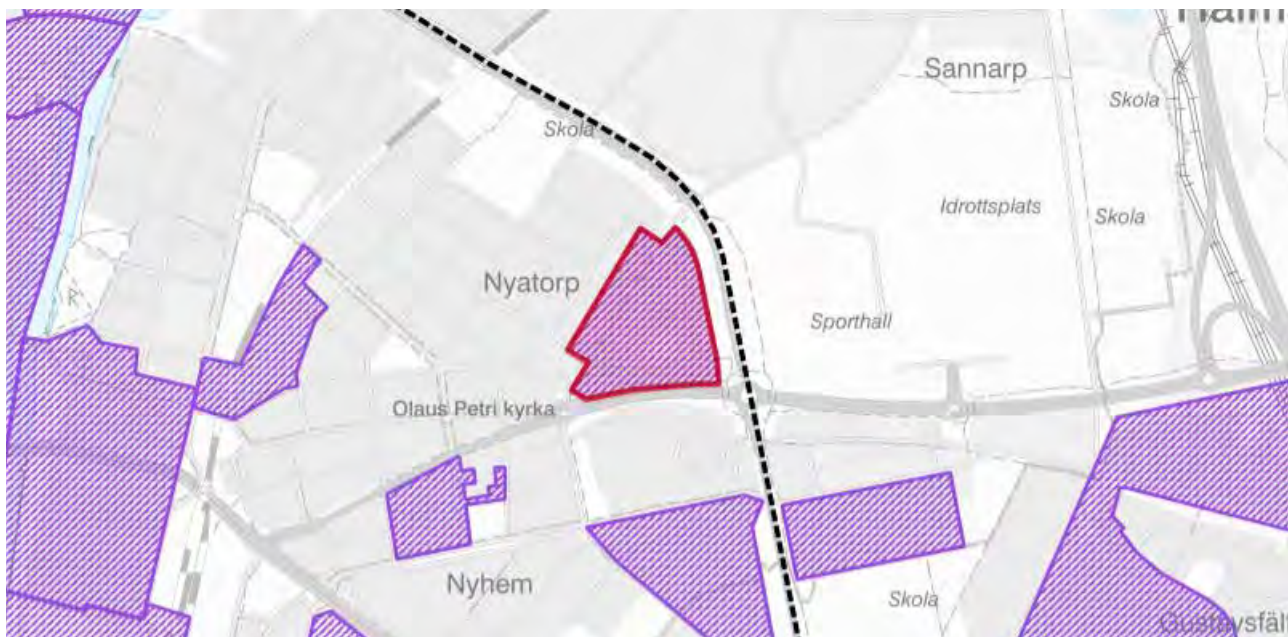 Sannarp
Skola
Skola
Idrottsplats
Skola
Nyatorp
Sporthall
Olaus Petri kyrka
Nyhem
Skola